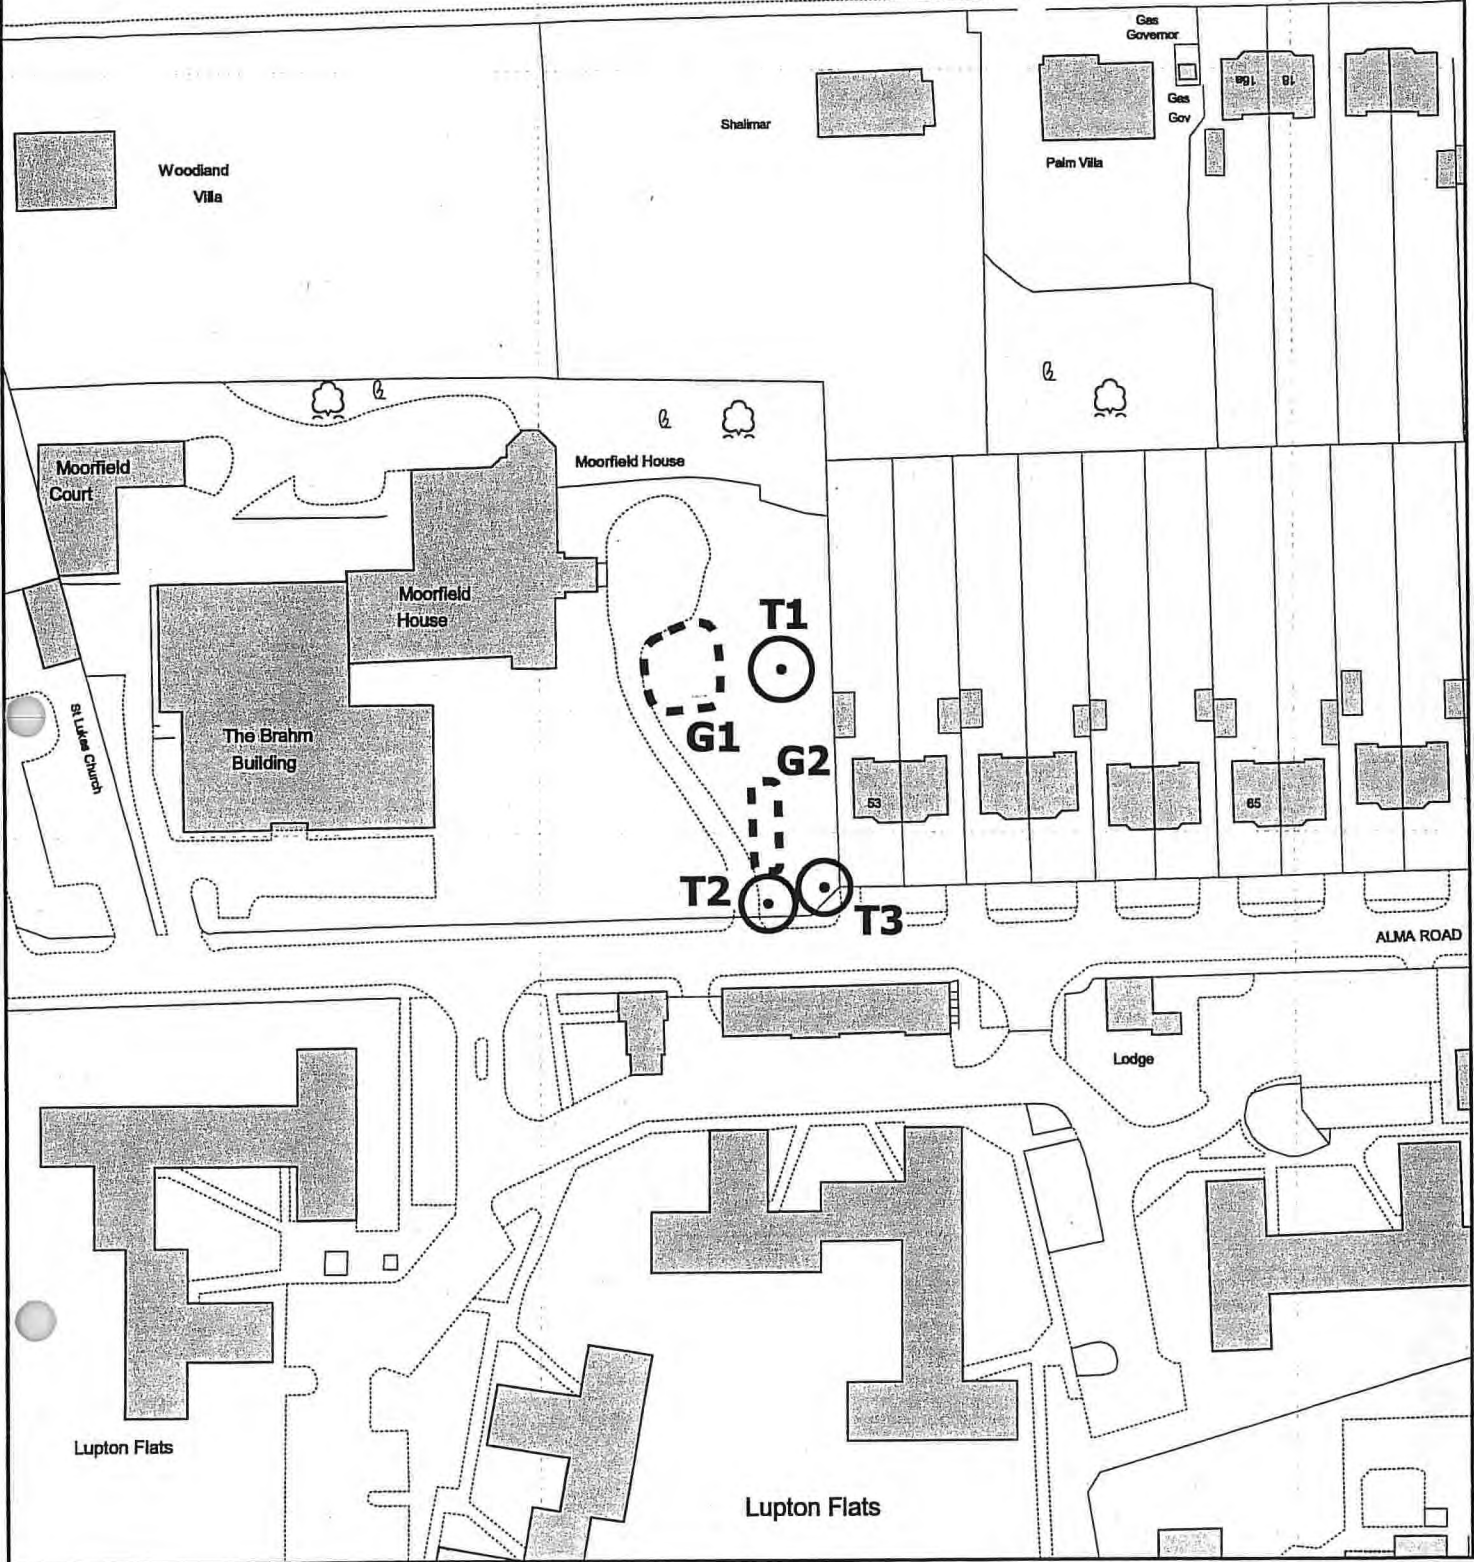 Gas
Governor
16a
18
Gas
Gov
Shalimar
Palm Villa
Woodland
Villa
Moorfield House
Moorfield
Court
Moorfield
House
T1
G1
St Lukes Church
The Brahm
Building
G2
53
65
T2
T3
ALMA ROAD
Lodge
Lupton Flats
Lupton Flats